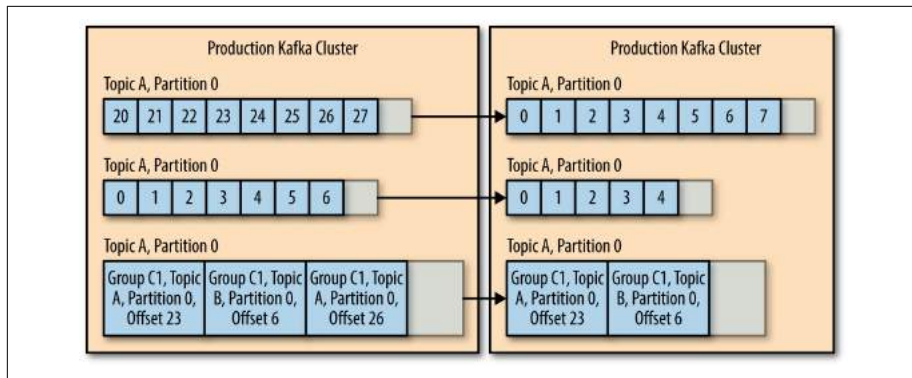 Production Kafka Cluster
Topic A, Partition 0
20 21 22 23 24 25 26 27
Topic A, Partition 0
0 1 2 3 4 5 6
Topic A, Partition 0
Group C1, Topic
A, Partition 0,
Offset 23
Group C1, Topic
B, Partition 0,
Offset 6
Group C1, Topic
A, Partition 0,
Offset 26
Production Kafka Cluster
Topic A, Partition 0
0 1 2 3 4 5 6 7
Topic A, Partition 0
0 1 2 3 4
Topic A, Partition 0
Group C1, Topic
A, Partition 0,
Offset 23
Group C1, Topic
B, Partition 0,
Offset 6